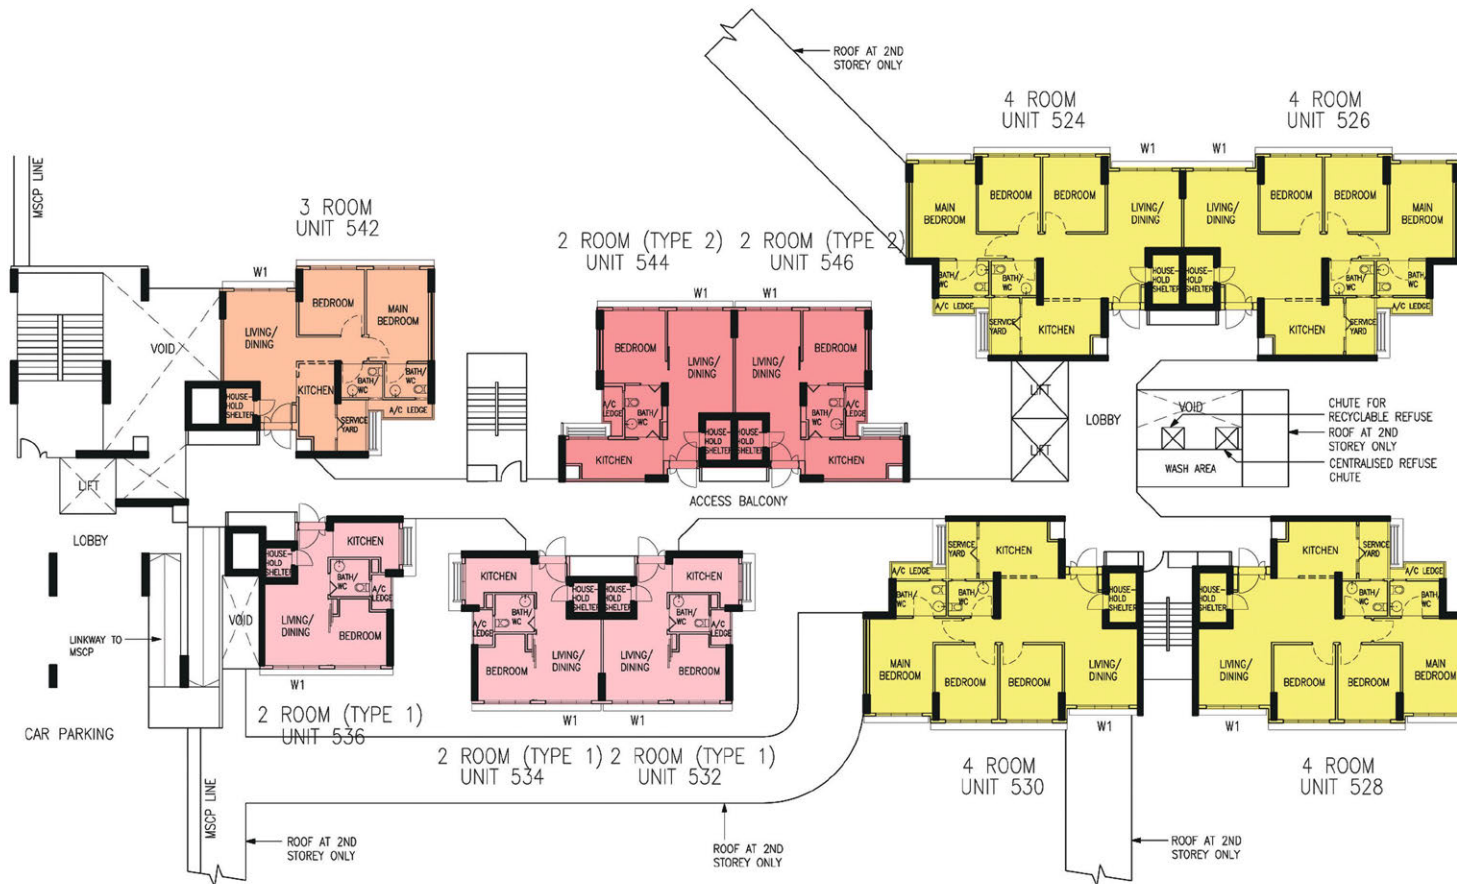 ROOF AT 2ND
STOREY ONLY
4 ROOM
UNIT 524
4 ROOM
UNIT 526
W1
W1
MSCP LINE
BEDROOM
BEDROOM
MAIN
BEDROOM
LIVING/
DINING
LIVING/
DINING
BEDROOM
BEDROOM
MAIN
BEDROOM
HOUSE-
HOLD
SHELTER
HOUSE-
HOLD
SHELTER
BATH/
WC
BATH/
WC
BATH/
WC
BATH/
WC
A/C LEDGE
A/C LEDGE
SERVICE
YARD
KITCHEN
KITCHEN
SERVICE
YARD
3 ROOM
UNIT 542
W1
BEDROOM
MAIN
BEDROOM
LIVING/
DINING
VOID
KITCHEN
BATH/
WC
BATH/
WC
A/C LEDGE
HOUSE-
HOLD
SHELTER
SERVICE
YARD
2 ROOM (TYPE 2)
UNIT 544
2 ROOM (TYPE 2)
UNIT 546
W1
W1
BEDROOM
LIVING/
DINING
LIVING/
DINING
BEDROOM
A/C LEDGE
BATH/
WC
HOUSE-
HOLD
SHELTER
HOUSE-
HOLD
SHELTER
BATH/
WC
A/C LEDGE
KITCHEN
KITCHEN
ACCESS BALCONY
LIFT
LIFT
LOBBY
VOID
WASH AREA
CHUTE FOR
RECYCLABLE REFUSE
ROOF AT 2ND
STOREY ONLY
CENTRALISED REFUSE
CHUTE
LIFT
LOBBY
LINKWAY TO
MSCP
CAR PARKING
VOID
HOUSE-
HOLD
SHELTER
KITCHEN
BATH/
WC
A/C
LEDGE
LIVING/
DINING
BEDROOM
W1
2 ROOM (TYPE 1)
UNIT 536
KITCHEN
HOUSE-
HOLD
SHELTER
HOUSE-
HOLD
SHELTER
KITCHEN
A/C
LEDGE
BATH/
WC
BATH/
WC
A/C
LEDGE
BEDROOM
LIVING/
DINING
LIVING/
DINING
BEDROOM
W1
W1
2 ROOM (TYPE 1)
UNIT 534
2 ROOM (TYPE 1)
UNIT 532
SERVICE
YARD
KITCHEN
A/C LEDGE
BATH/
WC
BATH/
WC
HOUSE-
HOLD
SHELTER
MAIN
BEDROOM
BEDROOM
BEDROOM
LIVING/
DINING
W1
4 ROOM
UNIT 530
HOUSE-
HOLD
SHELTER
KITCHEN
SERVICE
YARD
A/C LEDGE
BATH/
WC
BATH/
WC
LIVING/
DINING
BEDROOM
BEDROOM
MAIN
BEDROOM
W1
4 ROOM
UNIT 528
MSCP LINE
ROOF AT 2ND
STOREY ONLY
ROOF AT 2ND
STOREY ONLY
ROOF AT 2ND
STOREY ONLY